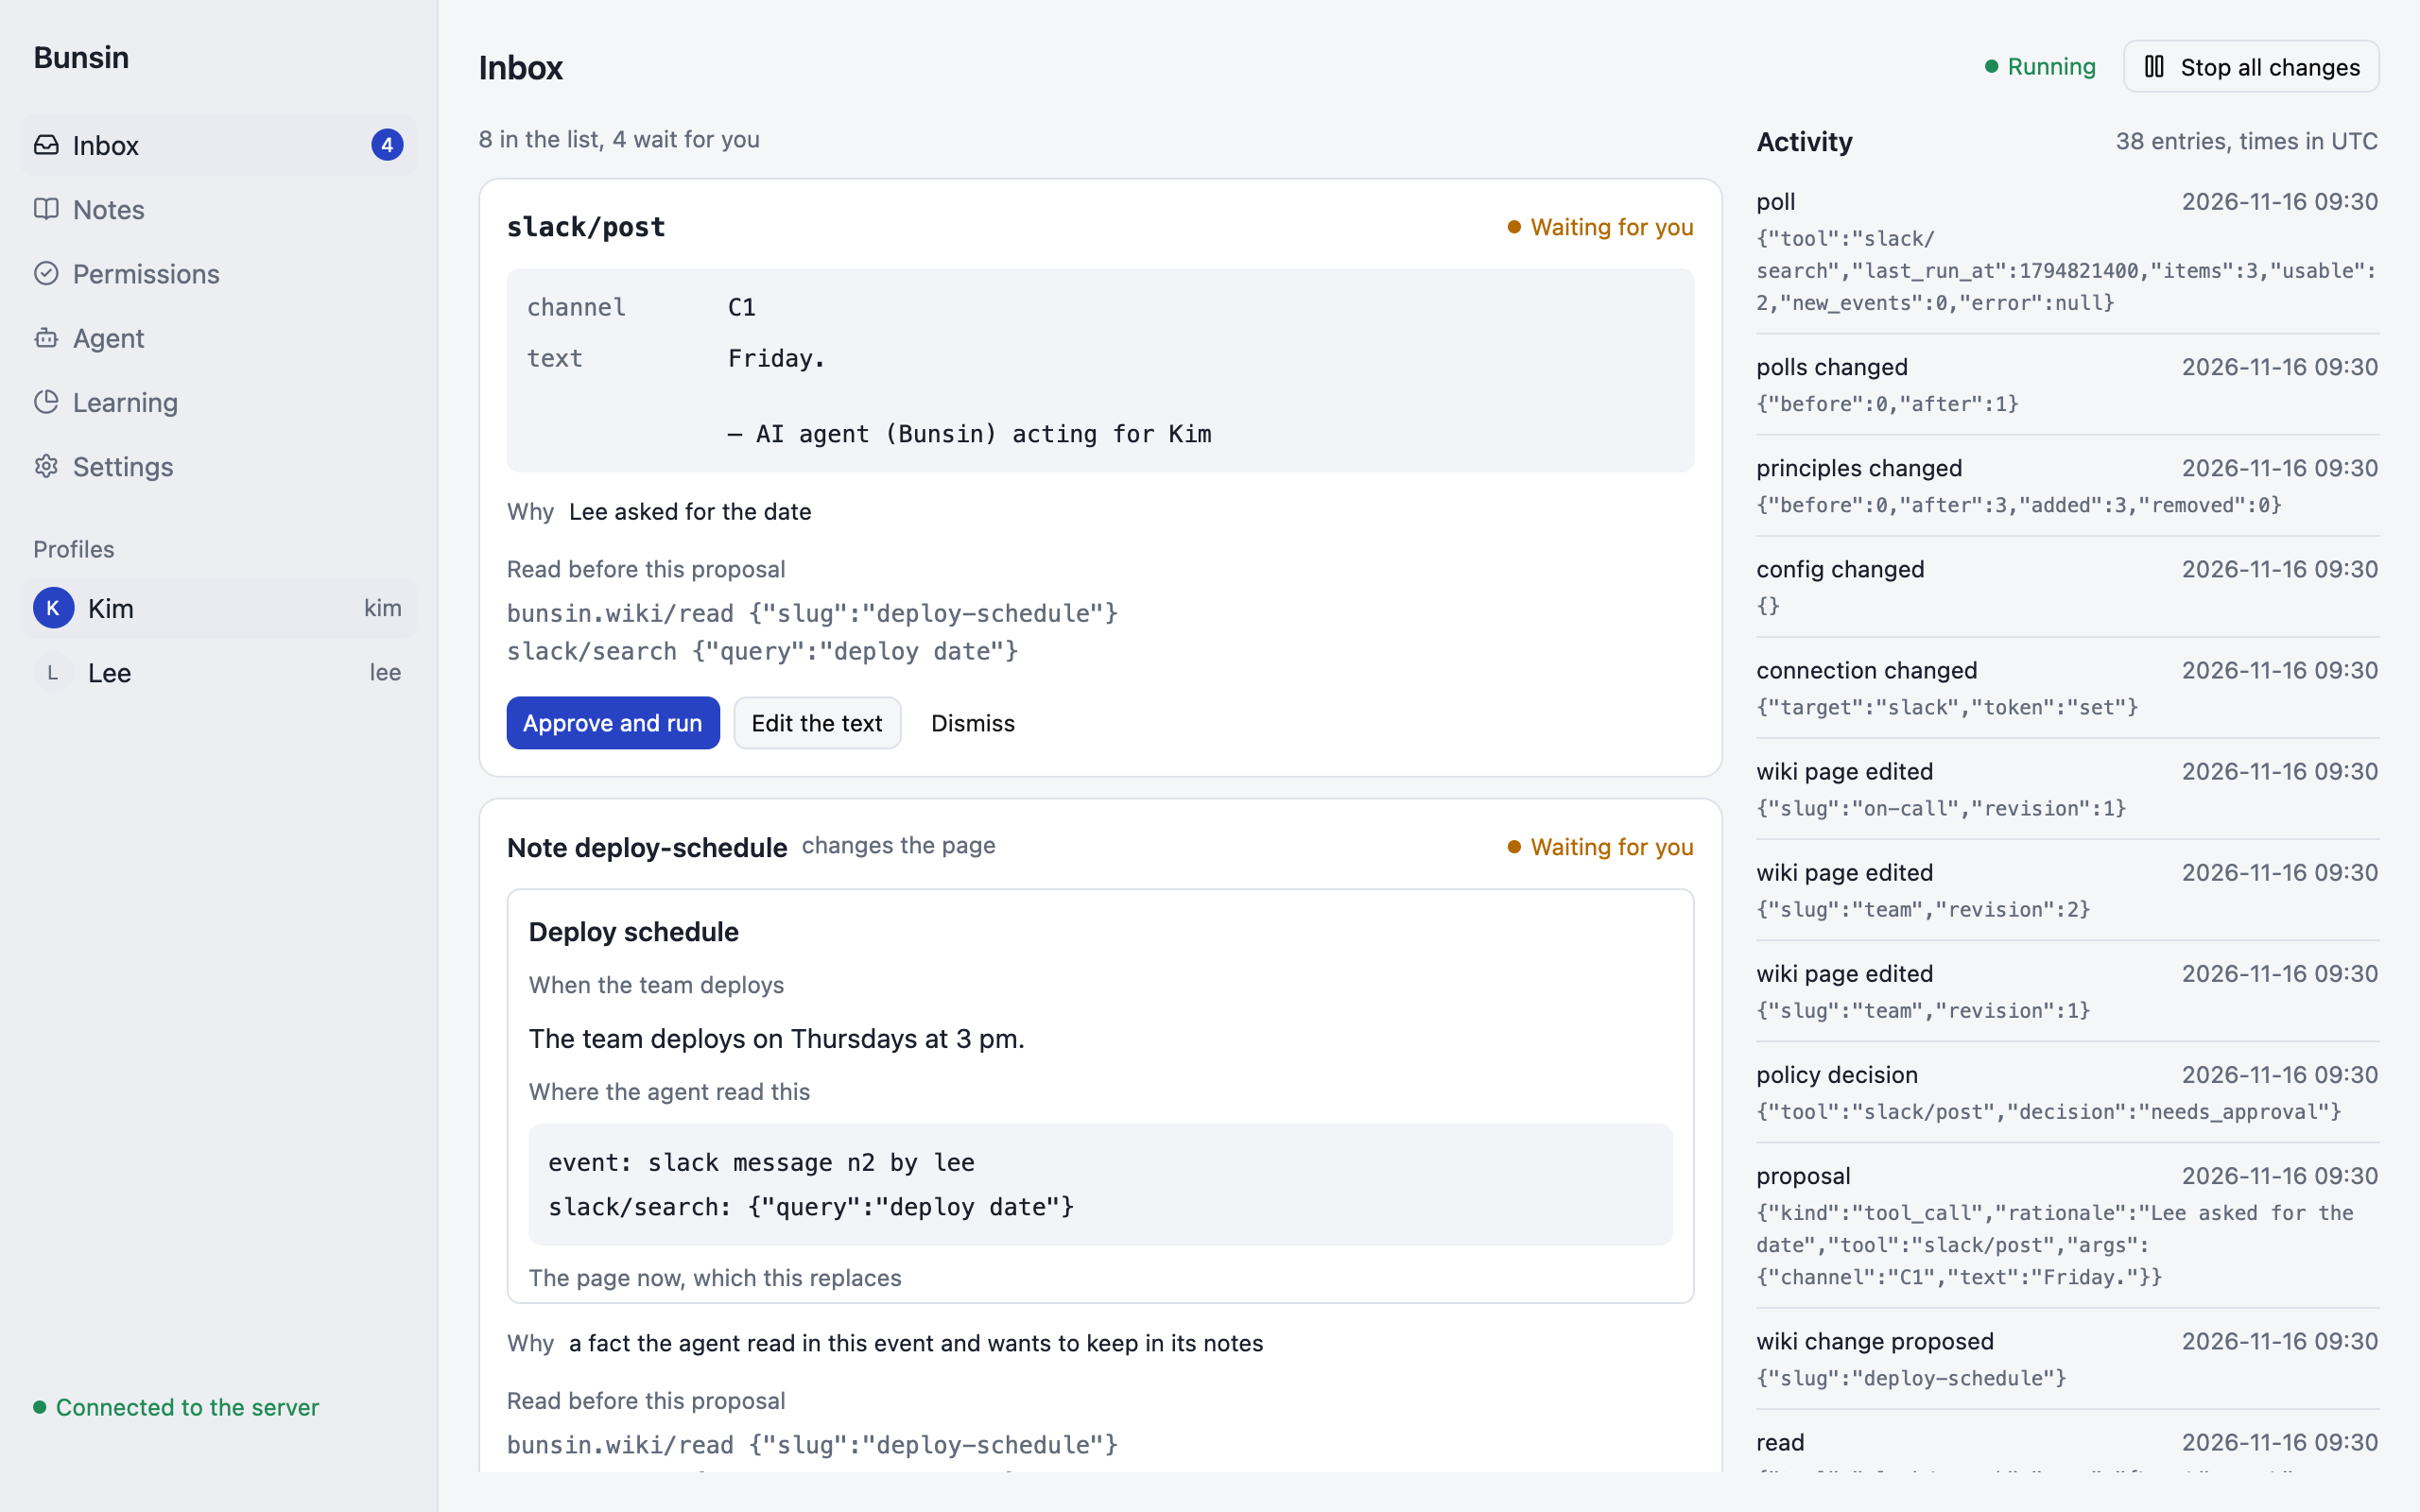 Bunsin
Inbox
4
Notes
Permissions
Agent
Learning
Settings
Profiles
K
Kim
kim
L
Lee
lee
Connected to the server
Inbox
Running
Stop all changes
8 in the list, 4 wait for you
slack/post
Waiting for you
channel C1
text Friday.
— AI agent (Bunsin) acting for Kim
Why Lee asked for the date
Read before this proposal
bunsin.wiki/read {"slug":"deploy-schedule"}
slack/search {"query":"deploy date"}
Approve and run
Edit the text
Dismiss
Note deploy-schedule changes the page
Waiting for you
Deploy schedule
When the team deploys
The team deploys on Thursdays at 3 pm.
Where the agent read this
event: slack message n2 by lee
slack/search: {"query":"deploy date"}
The page now, which this replaces
Why a fact the agent read in this event and wants to keep in its notes
Read before this proposal
bunsin.wiki/read {"slug":"deploy-schedule"}
Activity
38 entries, times in UTC
poll 2026-11-16 09:30
{"tool":"slack/
search","last_run_at":1794821400,"items":3,"usable":
2,"new_events":0,"error":null}
polls changed 2026-11-16 09:30
{"before":0,"after":1}
principles changed 2026-11-16 09:30
{"before":0,"after":3,"added":3,"removed":0}
config changed 2026-11-16 09:30
{}
connection changed 2026-11-16 09:30
{"target":"slack","token":"set"}
wiki page edited 2026-11-16 09:30
{"slug":"on-call","revision":1}
wiki page edited 2026-11-16 09:30
{"slug":"team","revision":2}
wiki page edited 2026-11-16 09:30
{"slug":"team","revision":1}
policy decision 2026-11-16 09:30
{"tool":"slack/post","decision":"needs_approval"}
proposal 2026-11-16 09:30
{"kind":"tool_call","rationale":"Lee asked for the
date","tool":"slack/post","args":
{"channel":"C1","text":"Friday."}}
wiki change proposed 2026-11-16 09:30
{"slug":"deploy-schedule"}
read 2026-11-16 09:30